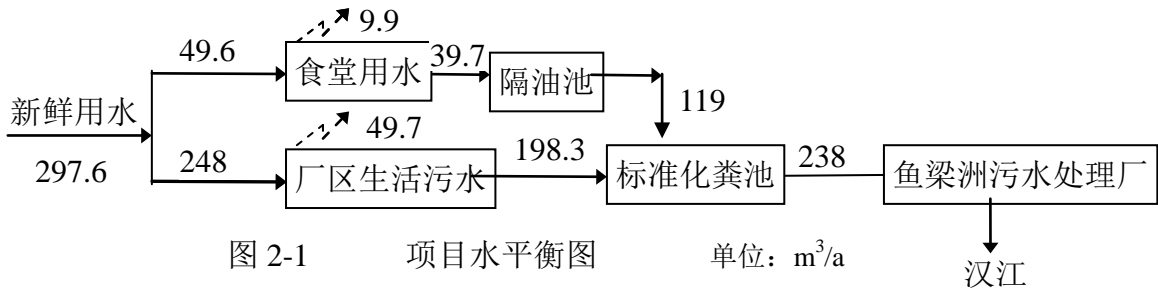 9.9
49.6
食堂用水
39.7
隔油池
新鲜用水
297.6
119
49.7
248
厂区生活污水
198.3
标准化粪池
238
鱼梁洲污水处理厂
图 2-1 项目水平衡图 单位：m³/a
汉江